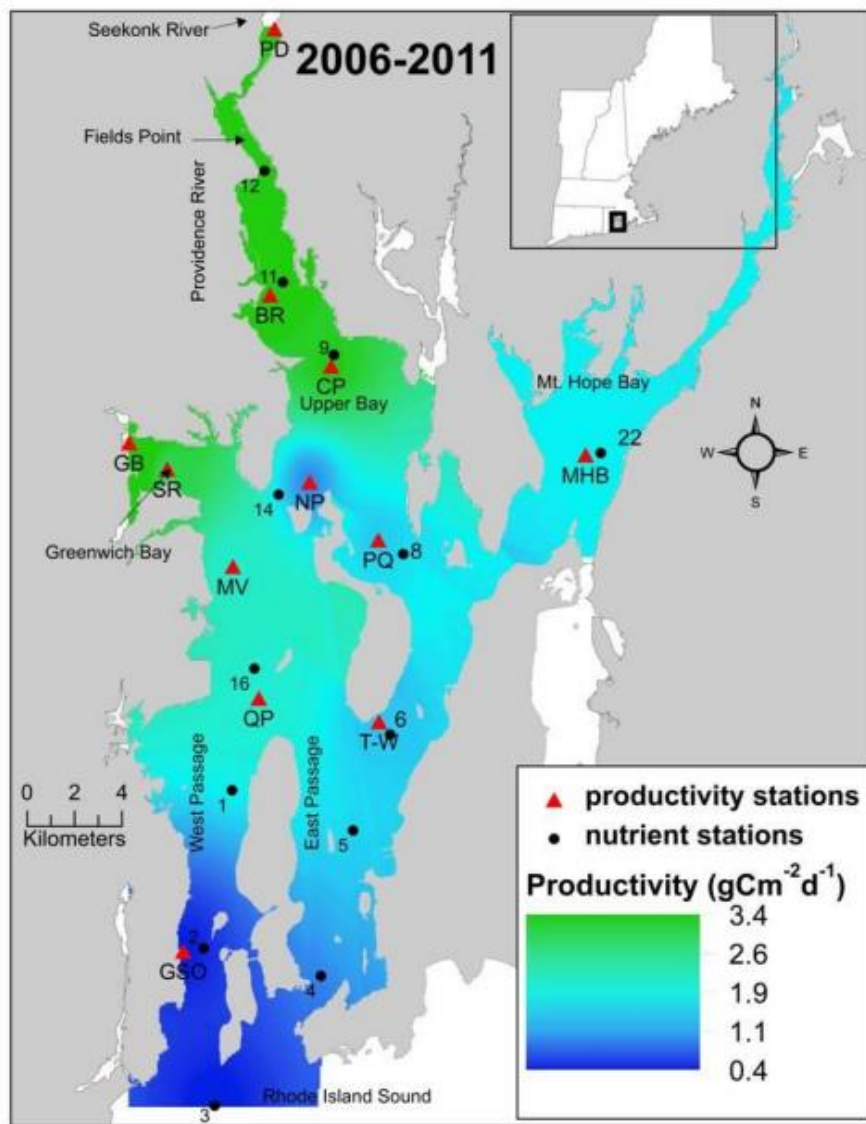 Seekonk River
PD
2006-2011
Fields Point
12
Providence River
11
BR
9
CP
Upper Bay
Mt. Hope Bay
22
MHB
N
W
E
S
GB
SR
14
NP
Greenwich Bay
PQ
8
MV
16
QP
6
T-W
0 2 4
Kilometers
1
West Passage
East Passage
5
2
GSO
4
Rhode Island Sound
3
productivity stations
nutrient stations
Productivity (gCm⁻²d⁻¹)
3.4
2.6
1.9
1.1
0.4